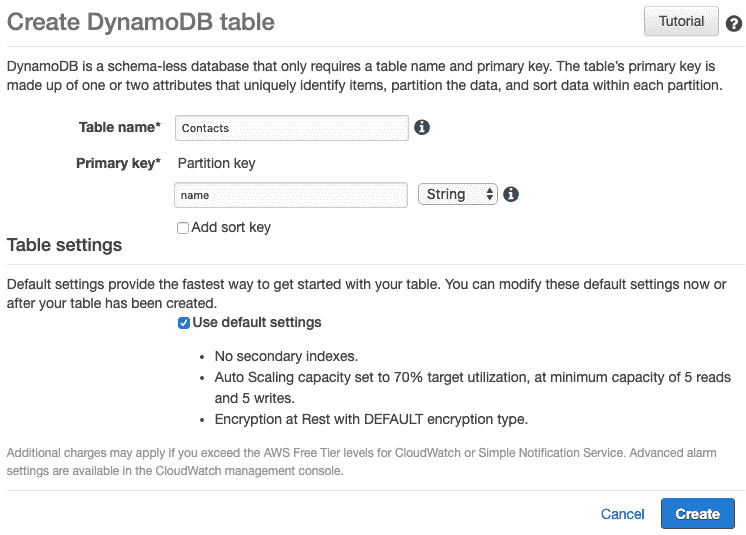 Create DynamoDB table
Tutorial
?
DynamoDB is a schema-less database that only requires a table name and primary key. The table's primary key is
made up of one or two attributes that uniquely identify items, partition the data, and sort data within each partition.
Table name*
Contacts
i
Primary key*
Partition key
name
String
i
Add sort key
Table settings
Default settings provide the fastest way to get started with your table. You can modify these default settings now or
after your table has been created.
Use default settings
• No secondary indexes.
• Auto Scaling capacity set to 70% target utilization, at minimum capacity of 5 reads
and 5 writes.
• Encryption at Rest with DEFAULT encryption type.
Additional charges may apply if you exceed the AWS Free Tier levels for CloudWatch or Simple Notification Service. Advanced alarm
settings are available in the CloudWatch management console.
Cancel
Create